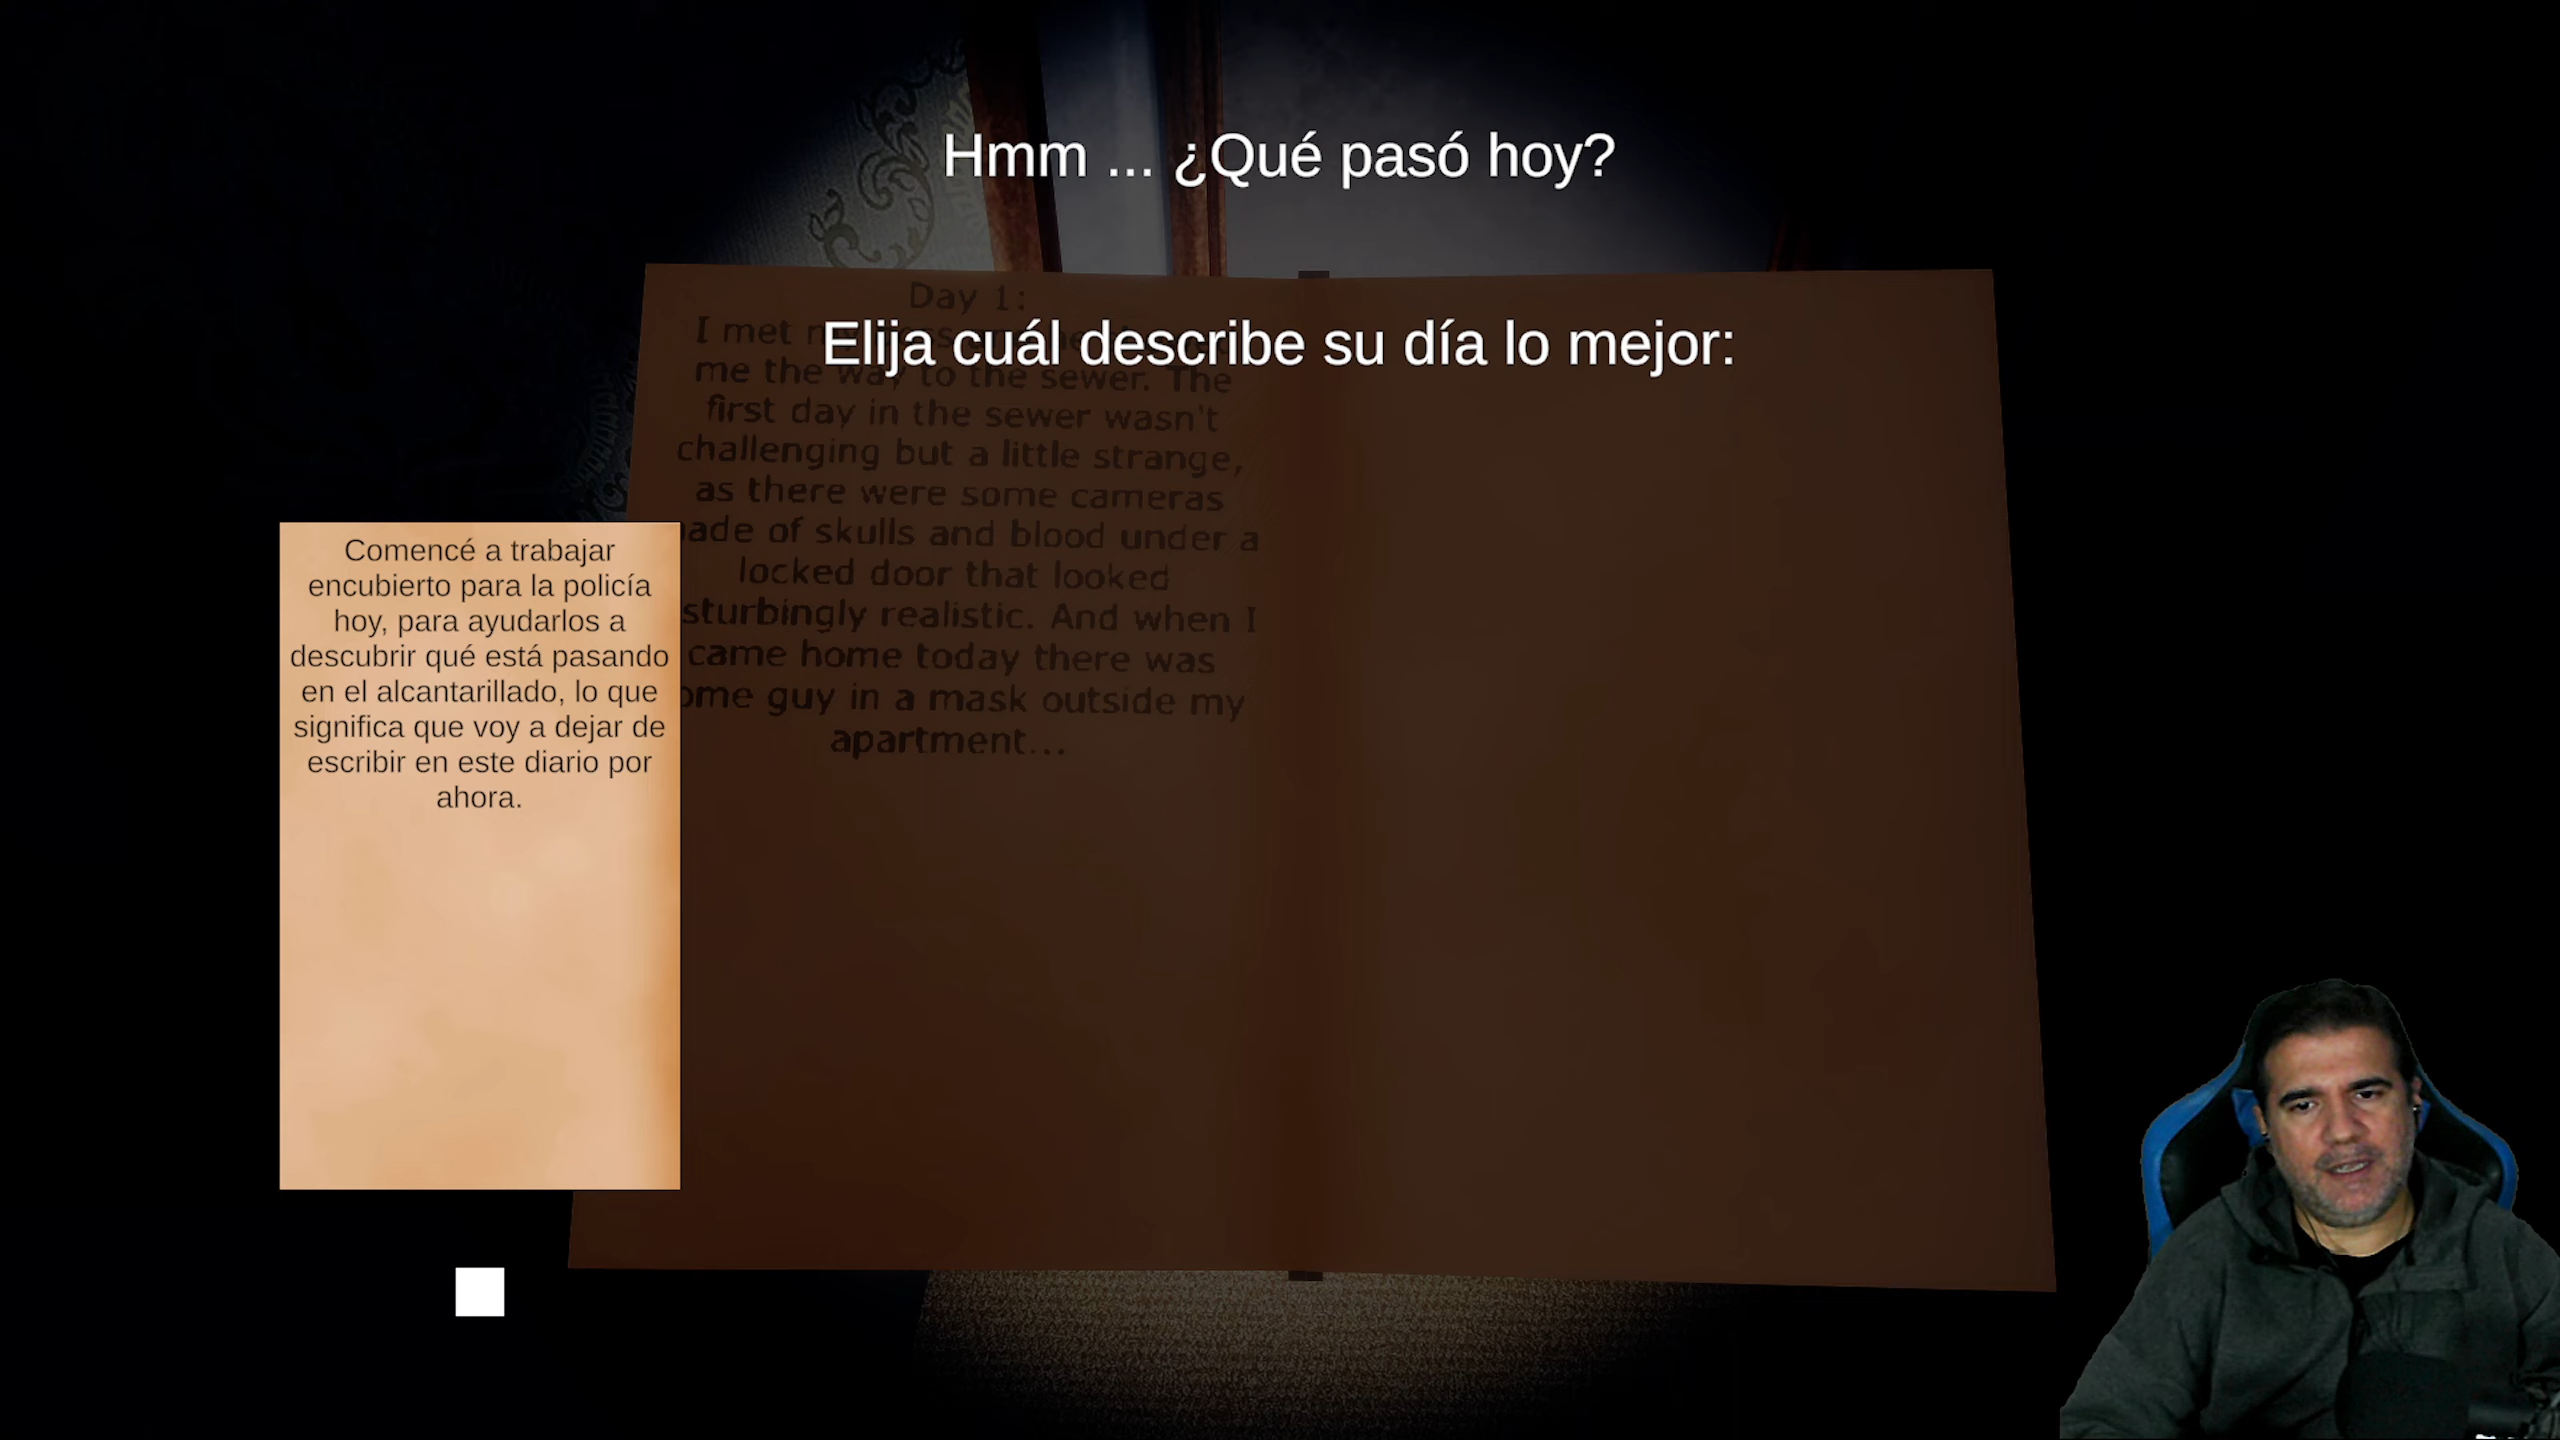 Hmm ... ¿Qué pasó hoy?
Elija cuál describe su día lo mejor:
Day 1:
I met
me the way to the sewer. The
first day in the sewer wasn't
challenging but a little strange,
as there were some cameras
of skulls and blood under a
locked door that looked
realistic. And when I
came home today there was
guy in a mask outside my
apartment...
Comencé a trabajar
encubierto para la policía
hoy, para ayudarlos a
descubrir qué está pasando
en el alcantarillado, lo que
significa que voy a dejar de
escribir en este diario por
ahora.